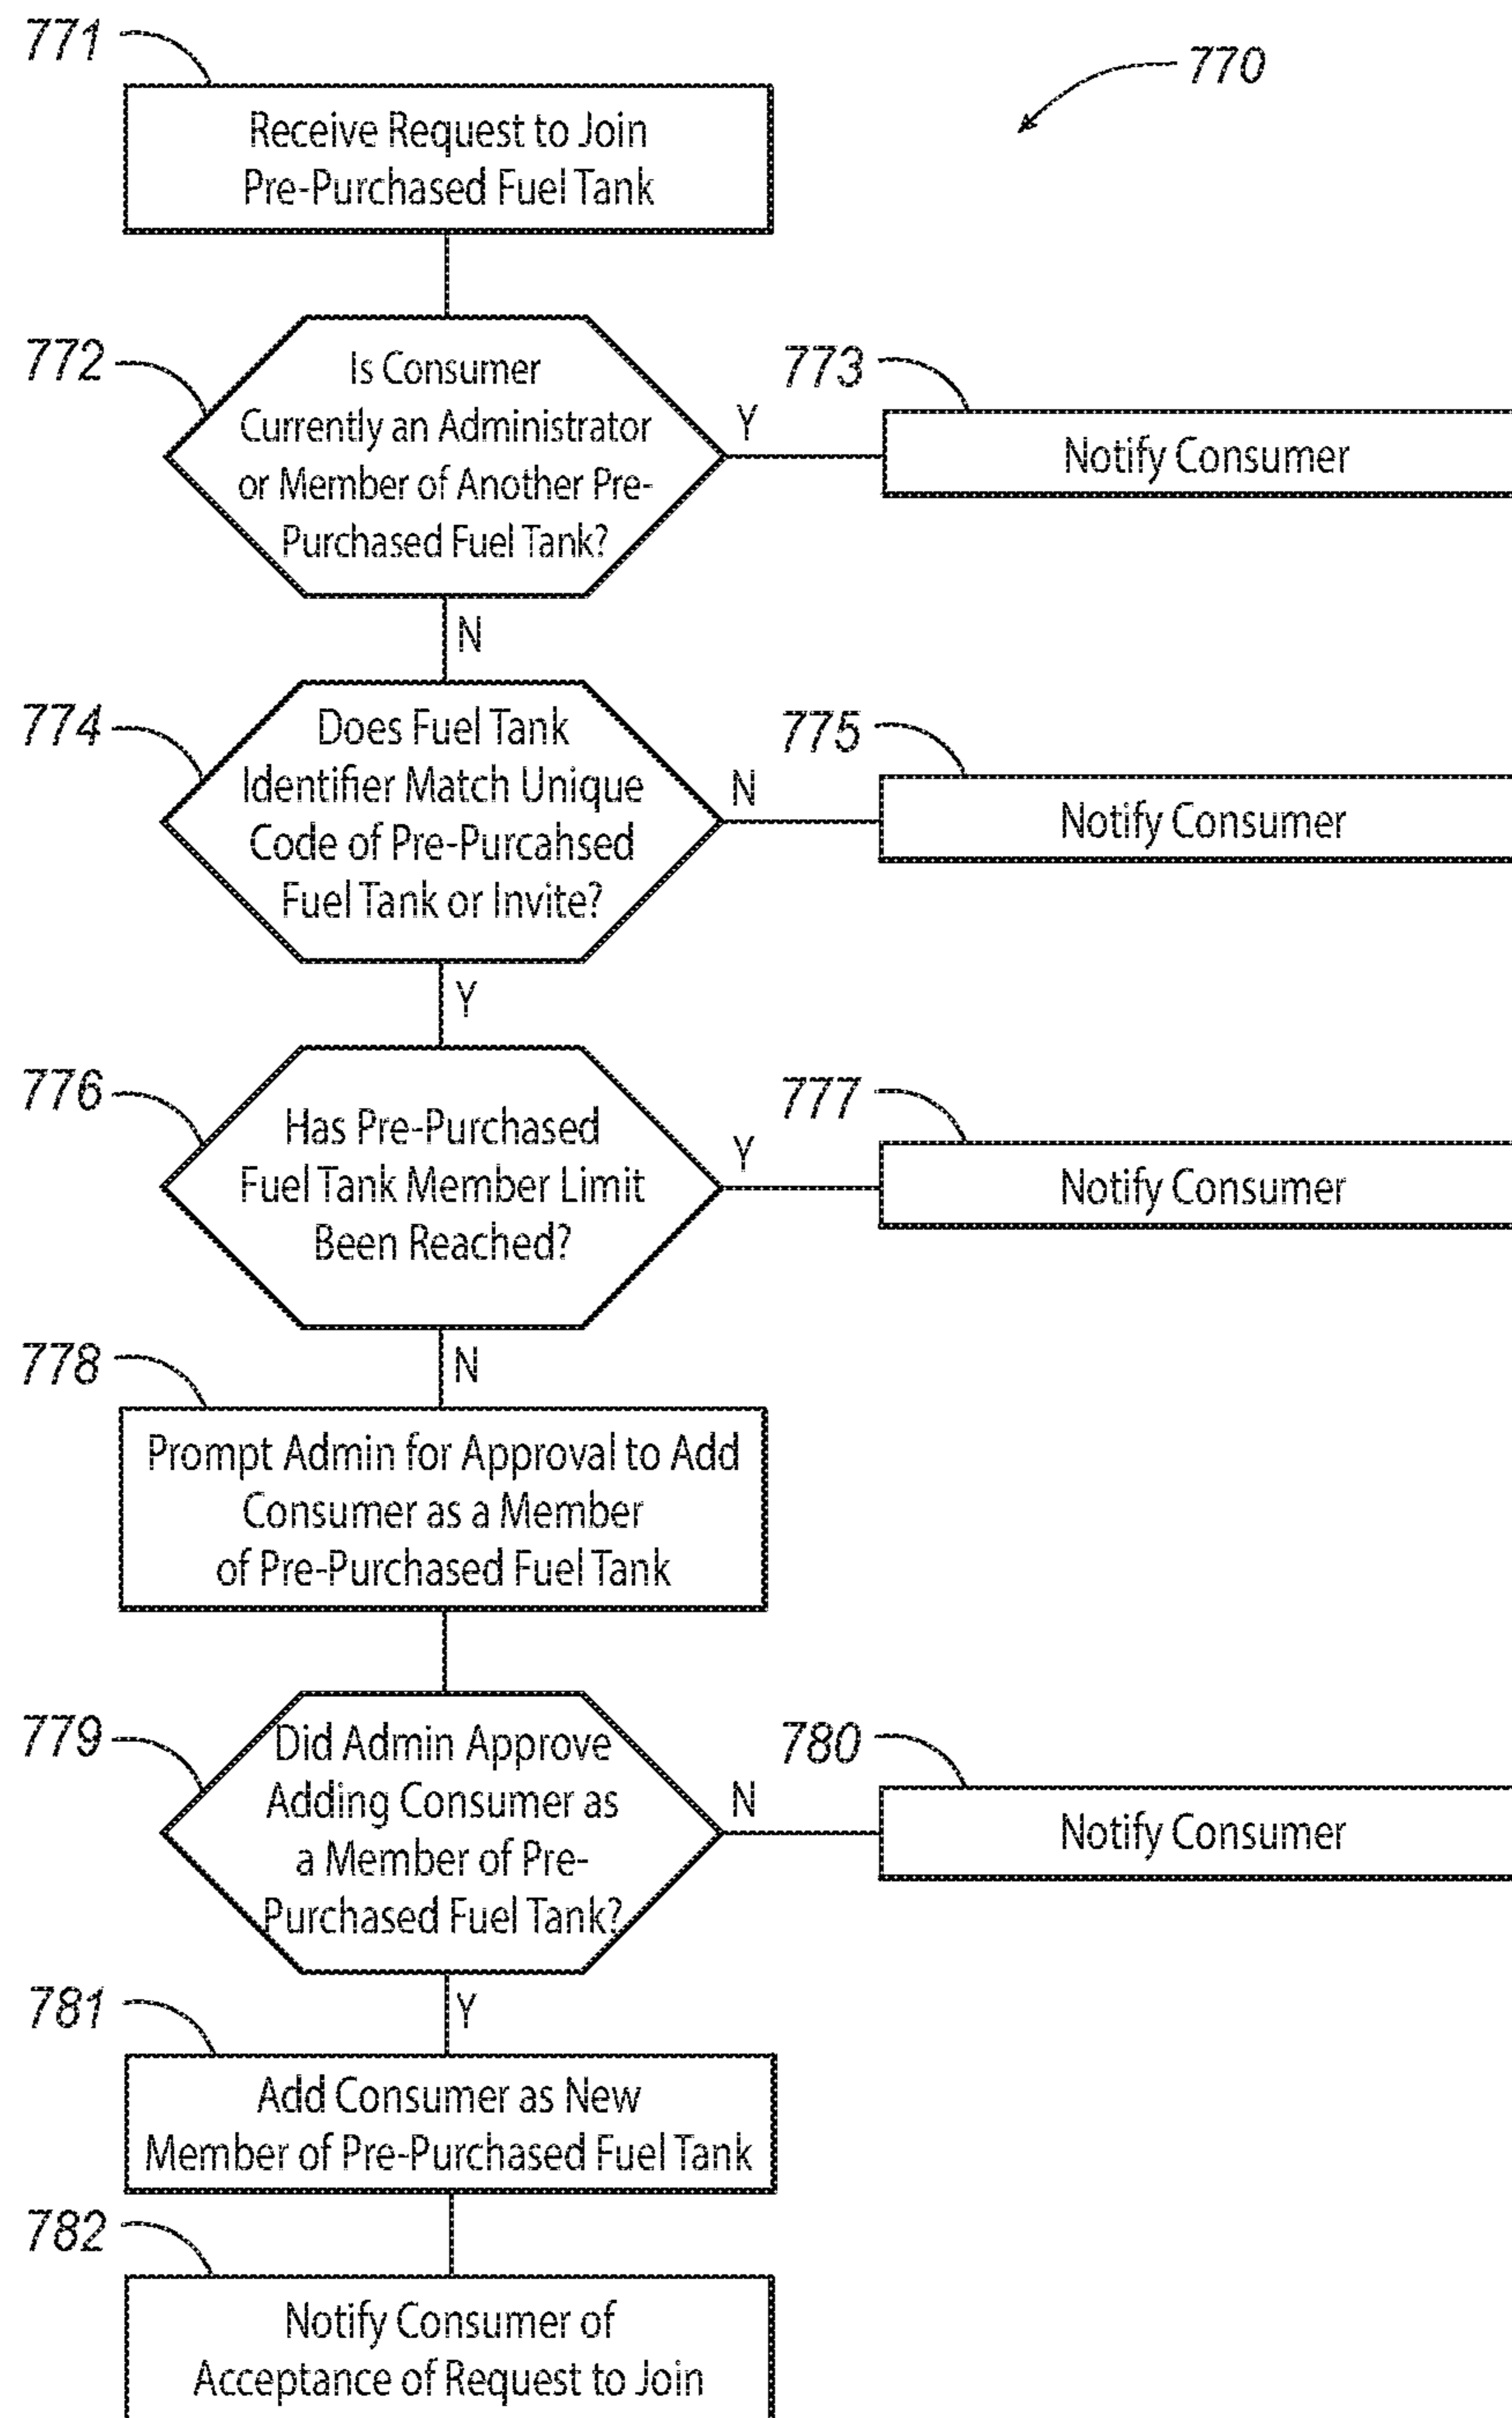 771
770
Receive Request to Join
Pre-Purchased Fuel Tank
772
Is Consumer
Currently an Administrator
or Member of Another Pre-
Purchased Fuel Tank?
Y
773
Notify Consumer
N
774
Does Fuel Tank
Identifier Match Unique
Code of Pre-Purcahsed
Fuel Tank or Invite?
N
775
Notify Consumer
Y
776
Has Pre-Purchased
Fuel Tank Member Limit
Been Reached?
Y
777
Notify Consumer
N
778
Prompt Admin for Approval to Add
Consumer as a Member
of Pre-Purchased Fuel Tank
779
Did Admin Approve
Adding Consumer as
a Member of Pre-
Purchased Fuel Tank?
N
780
Notify Consumer
Y
781
Add Consumer as New
Member of Pre-Purchased Fuel Tank
782
Notify Consumer of
Acceptance of Request to Join